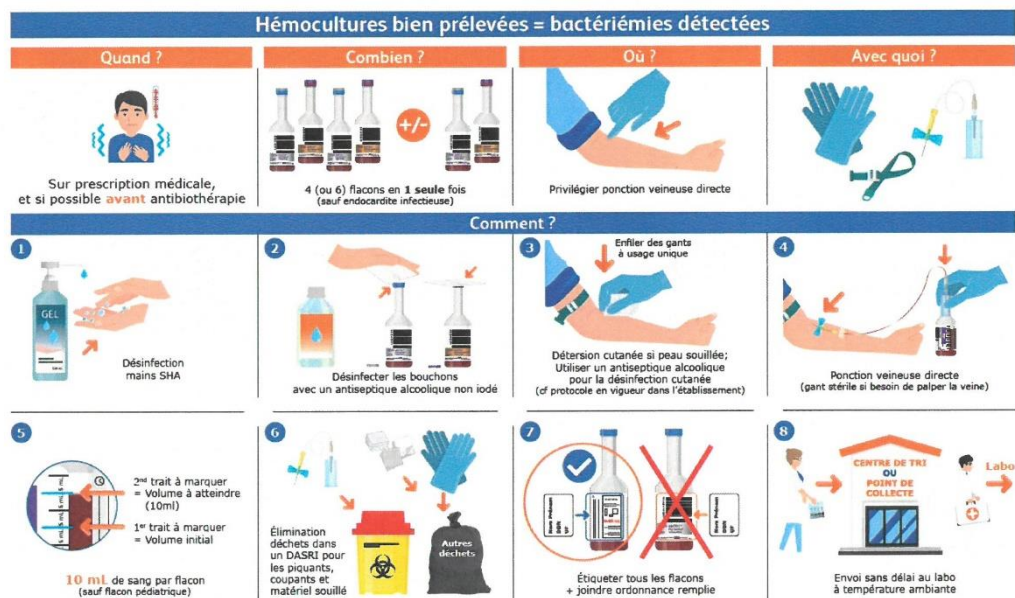 Hémocultures bien prélevées = bactériémies détectées
Quand ?
Combien ?
Où ?
Avec quoi ?
Sur prescription médicale,
et si possible avant antibiothérapie
+/-
4 (ou 6) flacons en 1 seule fois
(sauf endocardite infectieuse)
Privilégier ponction veineuse directe
Comment ?
1
GEL
Désinfection
mains SHA
2
Désinfecter les bouchons
avec un antiseptique alcoolique non iodé
3
Enfiler des gants
à usage unique
Détersion cutanée si peau souillée;
Utiliser un antiseptique alcoolique
pour la désinfection cutanée
(cf protocole en vigueur dans l'établissement)
4
Ponction veineuse directe
(gant stérile si besoin de palper la vein)
5
2nd trait à marquer
= Volume à atteindre
(10ml)
1er trait à marquer
= Volume initial
10 mL de sang par flacon
(sauf flacon pédiatrique)
6
Élimination
déchets dans
un DASRI pour
les piquants,
coupants et
matériel souillé
Autres
déchets
7
Nom Prénom
DDN
Nom Prénom
DDN
Étiqueter tous les flacons
+ joindre ordonnance remplie
8
CENTRE DE TRI
OU
POINT DE
COLLECTE
Labo
Envoi sans délai au labo
à température ambiante